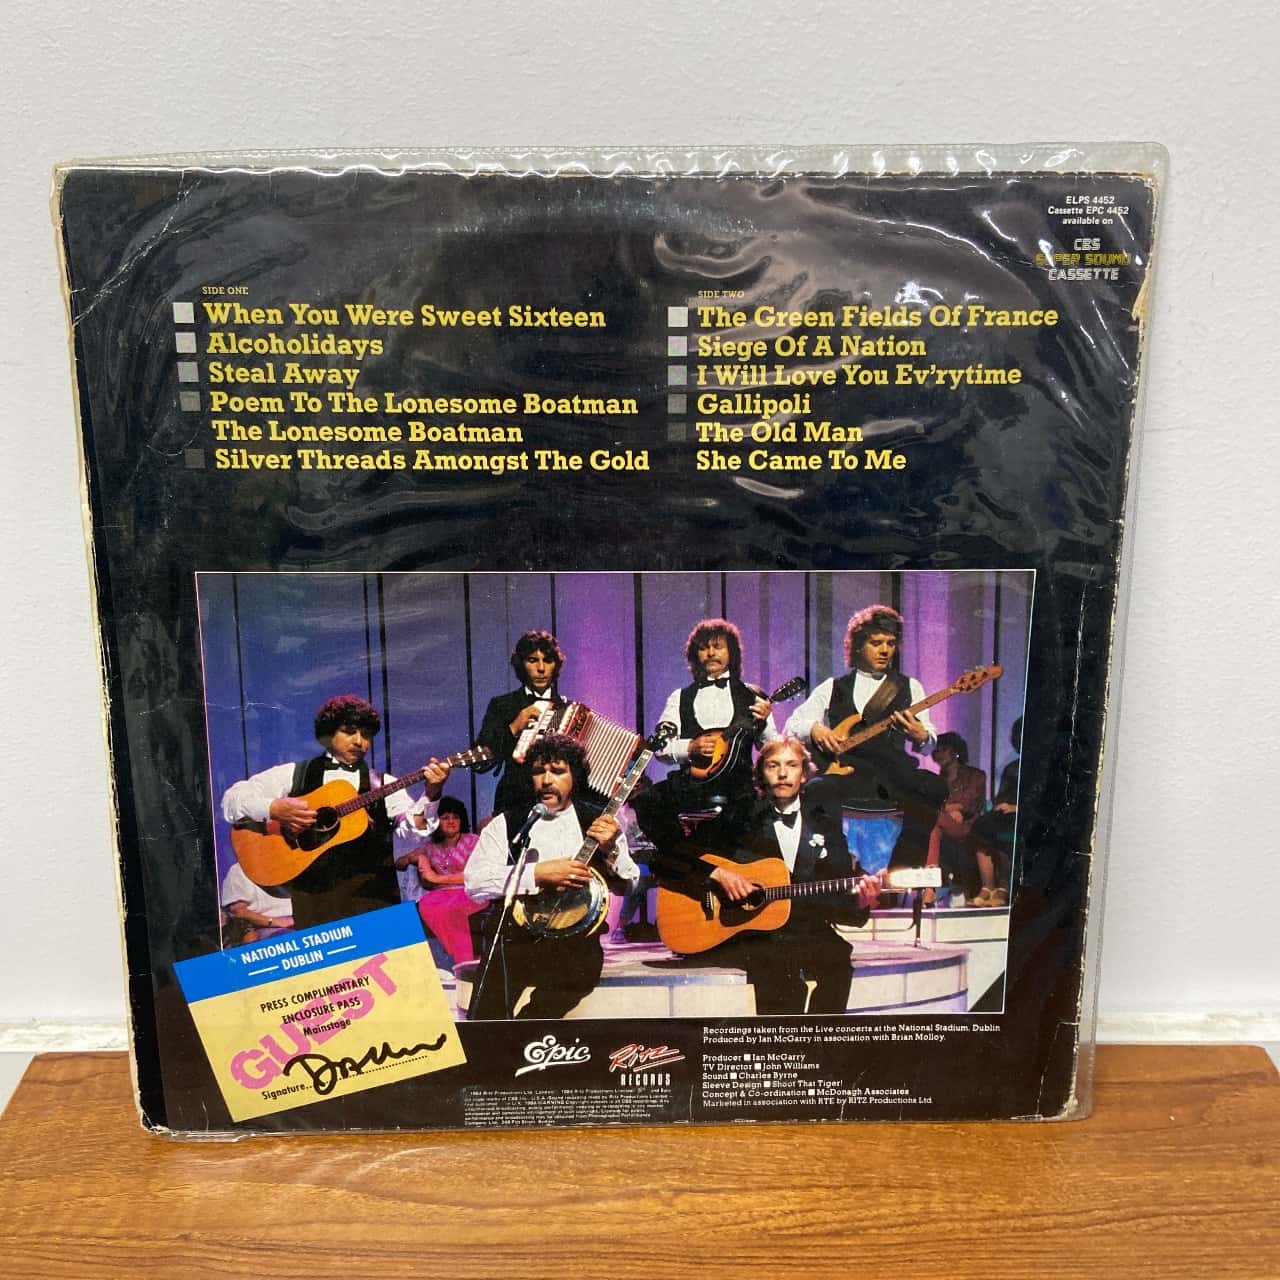 ELPS 4452
Cassette EPC 4452
available on
CBS
SUPER SOUND
CASSETTE
SIDE ONE
When You Were Sweet Sixteen
Alcoholidays
Steal Away
Poem To The Lonesome Boatman
The Lonesome Boatman
Silver Threads Amongst The Gold
SIDE TWO
The Green Fields Of France
Siege Of A Nation
I Will Love You Ev'rytime
Gallipoli
The Old Man
She Came To Me
NATIONAL STADIUM
DUBLIN
PRESS COMPLIMENTARY
ENCLOSURE PASS
Mainstage
GUEST
Signature
Epic
Ritz
RECORDS
Recordings taken from the Live concerts at the National Stadium, Dublin
Produced by Ian McGarry in association with Brian Molloy.
Producer ■ Ian McGarry
TV Director ■ John Williams
Sound ■ Charles Byrne
Sleeve Design ■ Shoot That Tiger!
Concept & Co-ordination ■ McDonagh Associates
Marketed in association with RTE by RITZ Productions Ltd.